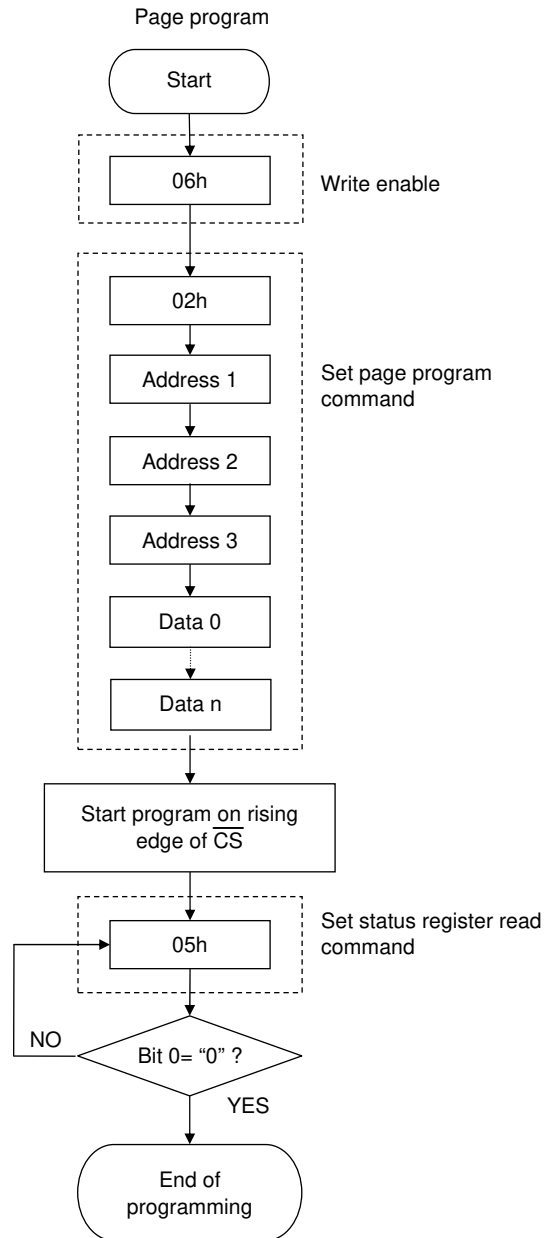 Page program
Start
06h
Write enable
02h
Address 1
Set page program
command
Address 2
Address 3
Data 0
Data n
Start program on rising
edge of C̅S̅
Set status register read
command
05h
NO
Bit 0= “0” ?
YES
End of
programming